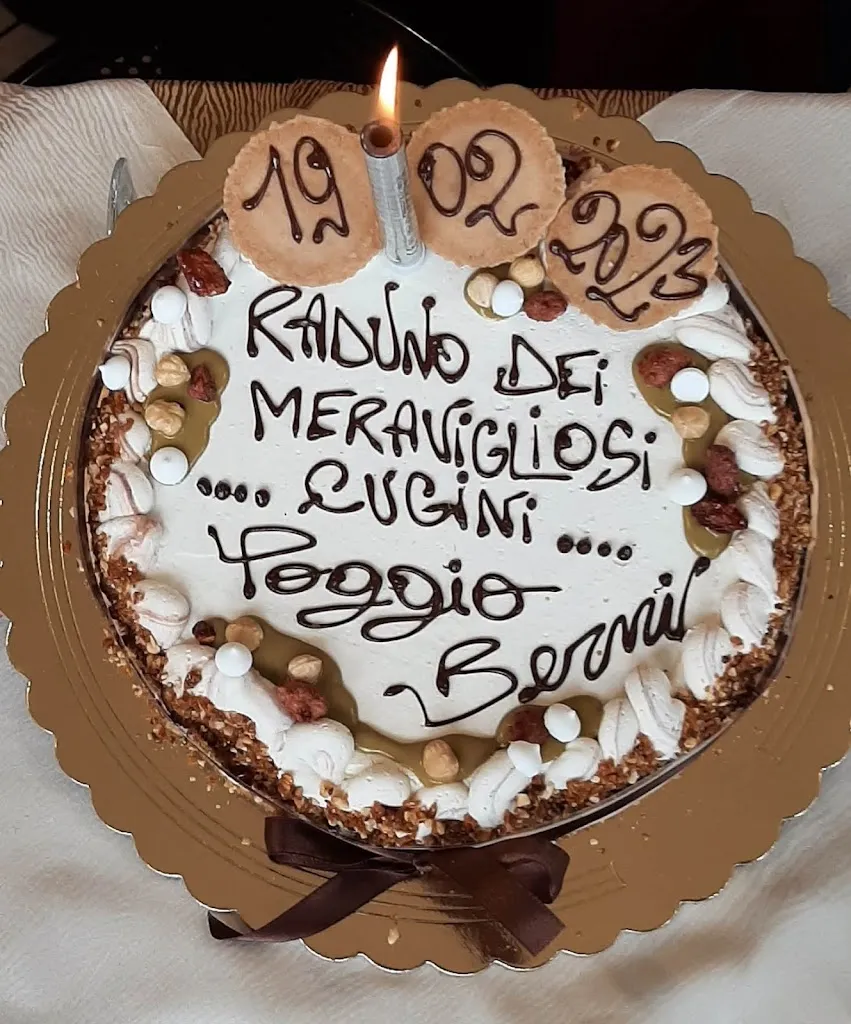 19 02 2023
RADUNO DEI
MERAVIGLIOSI
.... CUGINI ....
Poggio
Berni